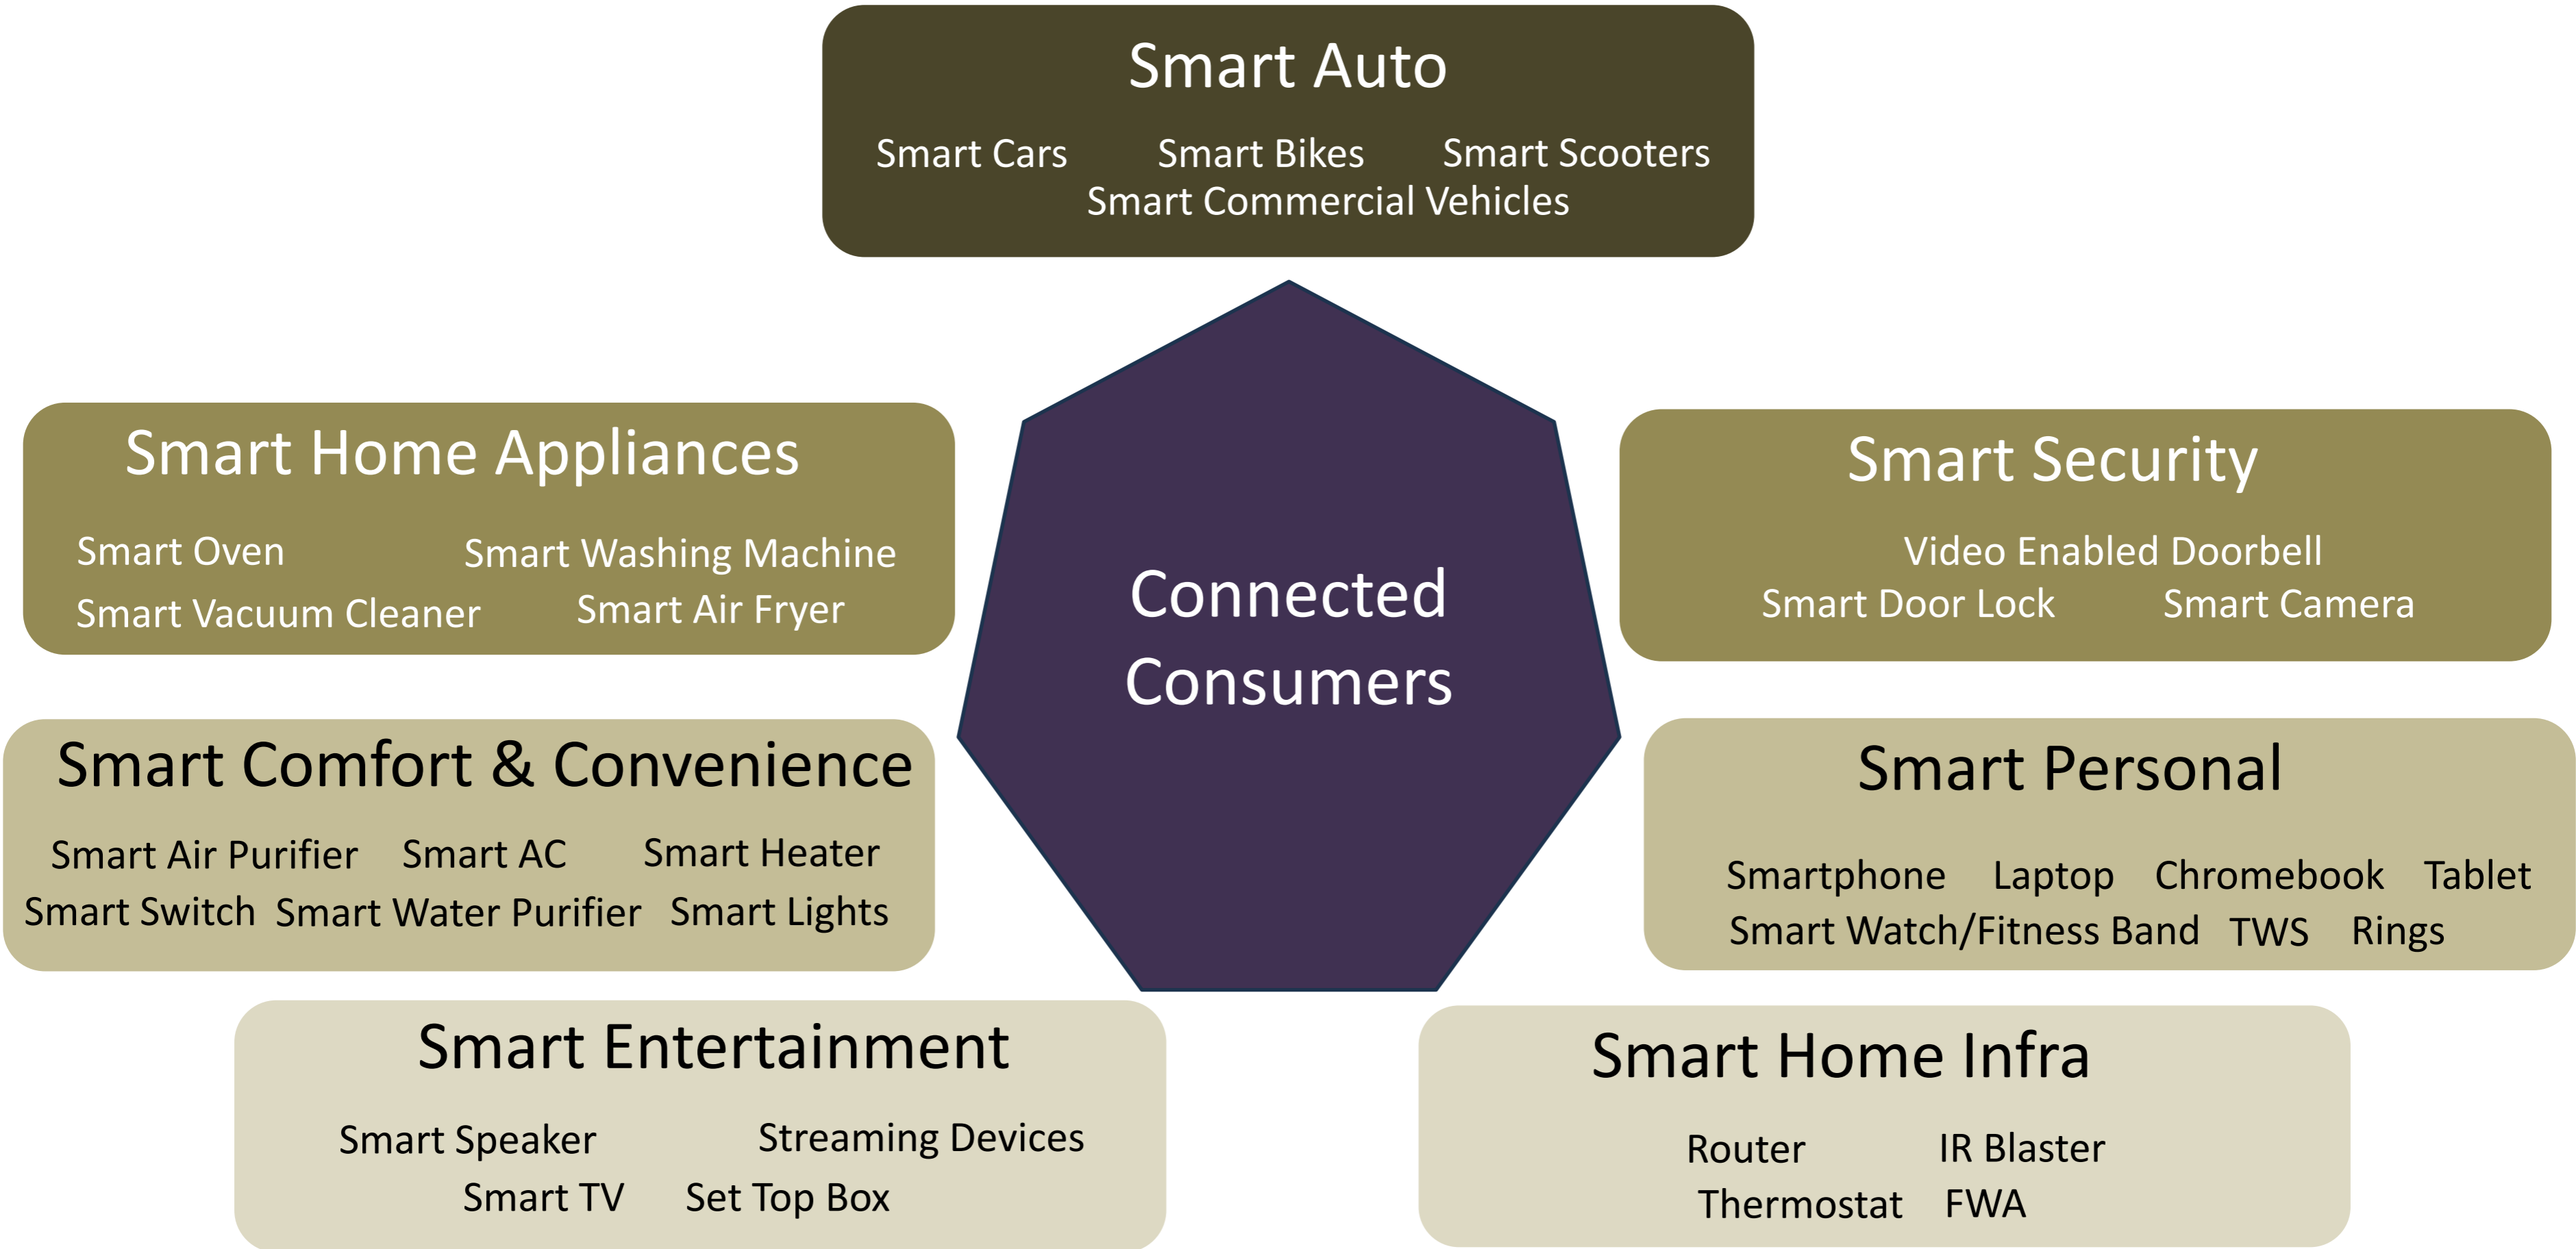 Smart Auto
Smart Cars Smart Bikes Smart Scooters
Smart Commercial Vehicles
Smart Home Appliances
Smart Oven Smart Washing Machine
Smart Vacuum Cleaner Smart Air Fryer
Smart Security
Video Enabled Doorbell
Smart Door Lock Smart Camera
Connected
Consumers
Smart Comfort & Convenience
Smart Air Purifier Smart AC Smart Heater
Smart Switch Smart Water Purifier Smart Lights
Smart Personal
Smartphone Laptop Chromebook Tablet
Smart Watch/Fitness Band TWS Rings
Smart Entertainment
Smart Speaker Streaming Devices
Smart TV Set Top Box
Smart Home Infra
Router IR Blaster
Thermostat FWA